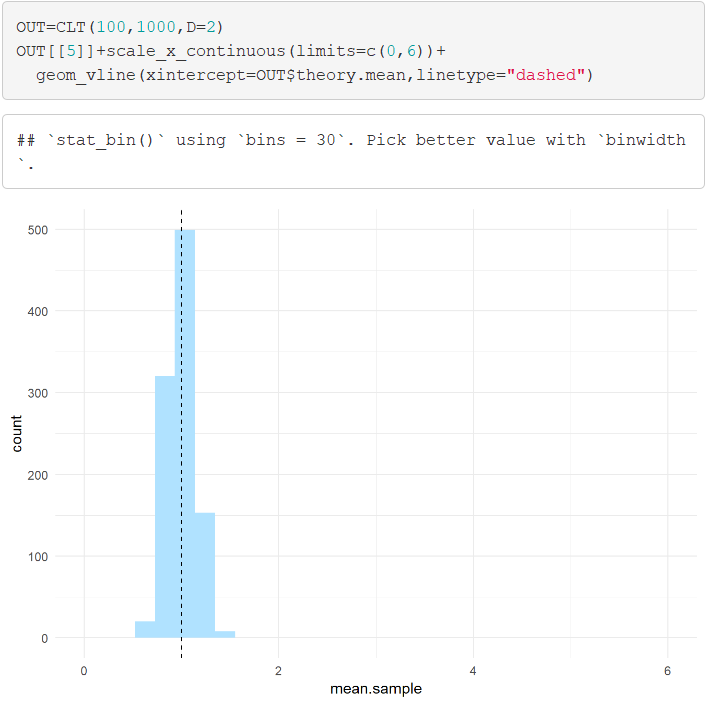 OUT=CLT(100,1000,D=2)
OUT[[5]]+scale_x_continuous(limits=c(0,6))+
  geom_vline(xintercept=OUT$theory.mean,linetype="dashed")
## `stat_bin()` using `bins = 30`. Pick better value with `binwidth
`.
500
400
300
200
100
0
count
0 2 4 6
mean.sample